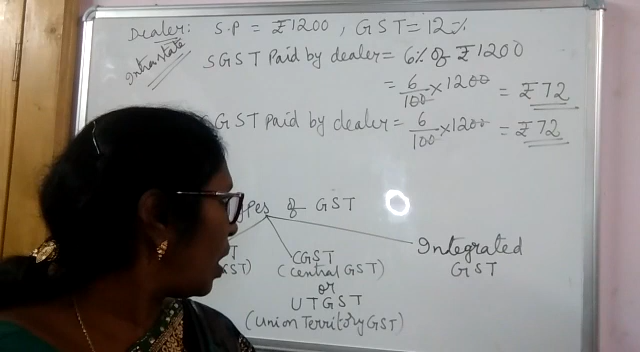 Dealer: S.P = ₹1200, GST = 12%
Intrastate
SGST Paid by dealer = 6% of ₹1200
= 6/100 × 1200 = ₹72
GST Paid by dealer = 6/100 × 1200 = ₹72
of GST
CGST
(Central GST)
or
UTGST
(Union Territory GST)
Integrated
GST